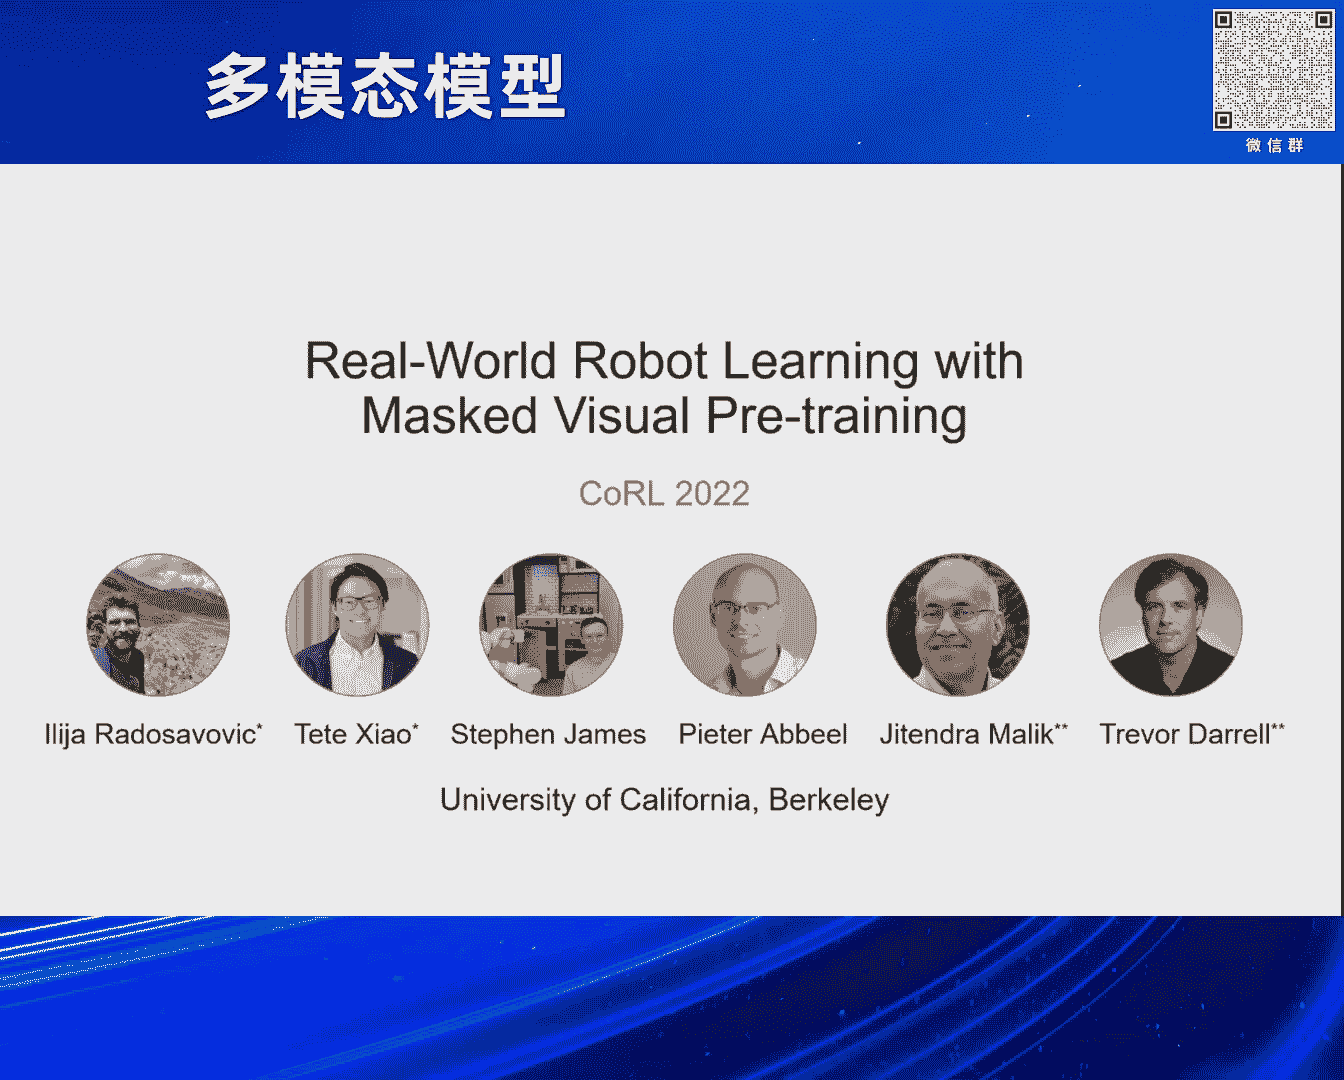 多模态模型
微信群
Real-World Robot Learning with
Masked Visual Pre-training
CoRL 2022
Ilija Radosavovic* Tete Xiao* Stephen James Pieter Abbeel Jitendra Malik** Trevor Darrell**
University of California, Berkeley